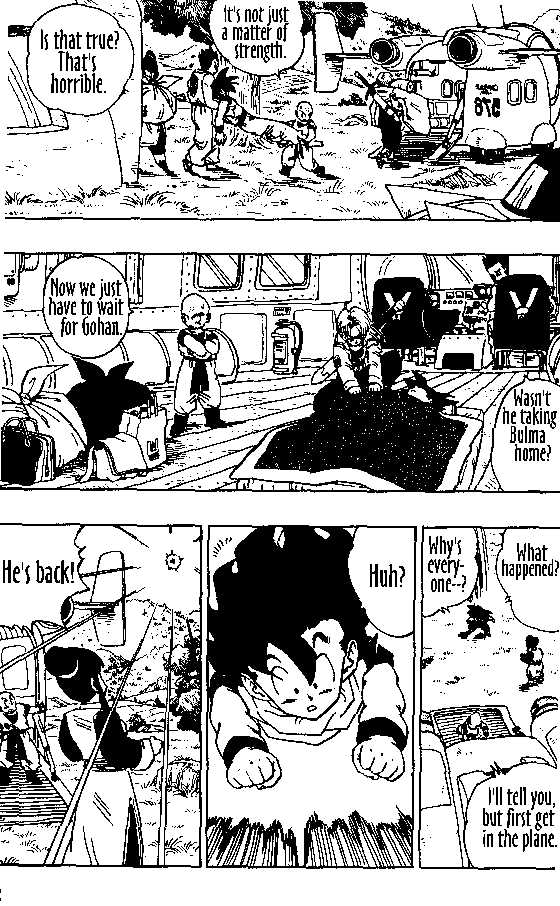 Is that true?
That's
horrible.
It's not just
a matter of
strength.
Now we just
have to wait
for Gohan.
Wasn't
he taking
Bulma
home?
He's back!
Huh?
Why's
every-
one--?
What
happened?
I'll tell you,
but first get
in the plane.